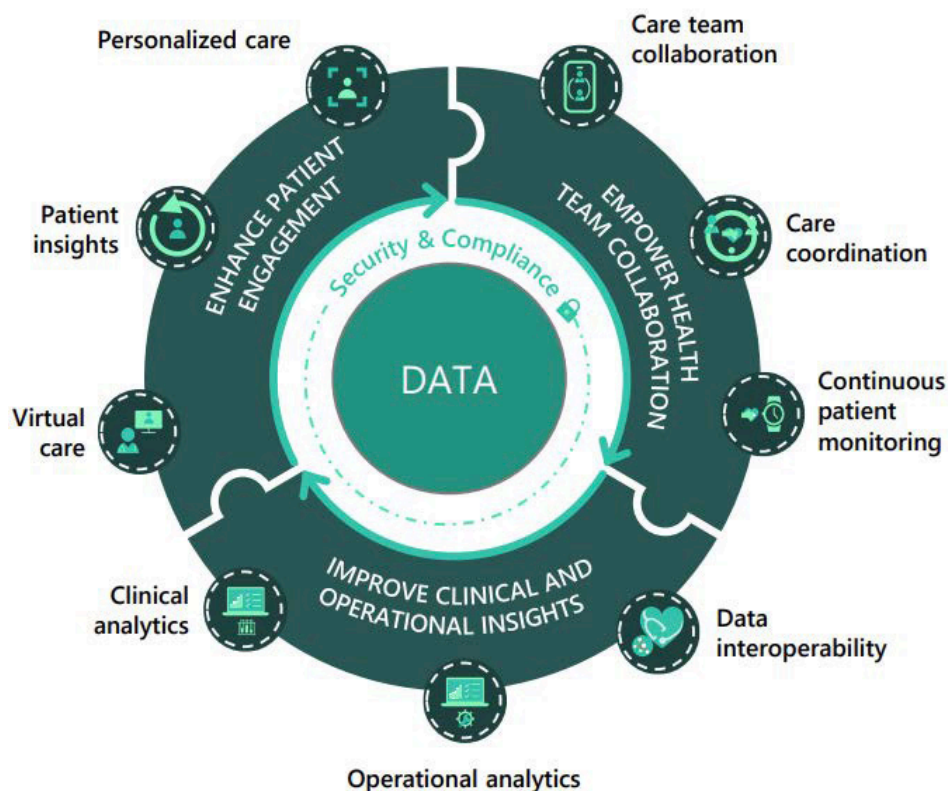 Personalized care
Care team
collaboration
Patient
insights
ENHANCE PATIENT
ENGAGEMENT
EMPOWER HEALTH
TEAM COLLABORATION
Care
coordination
Security & Compliance
DATA
Virtual
care
Continuous
patient
monitoring
IMPROVE CLINICAL AND
OPERATIONAL INSIGHTS
Clinical
analytics
Data
interoperability
Operational analytics